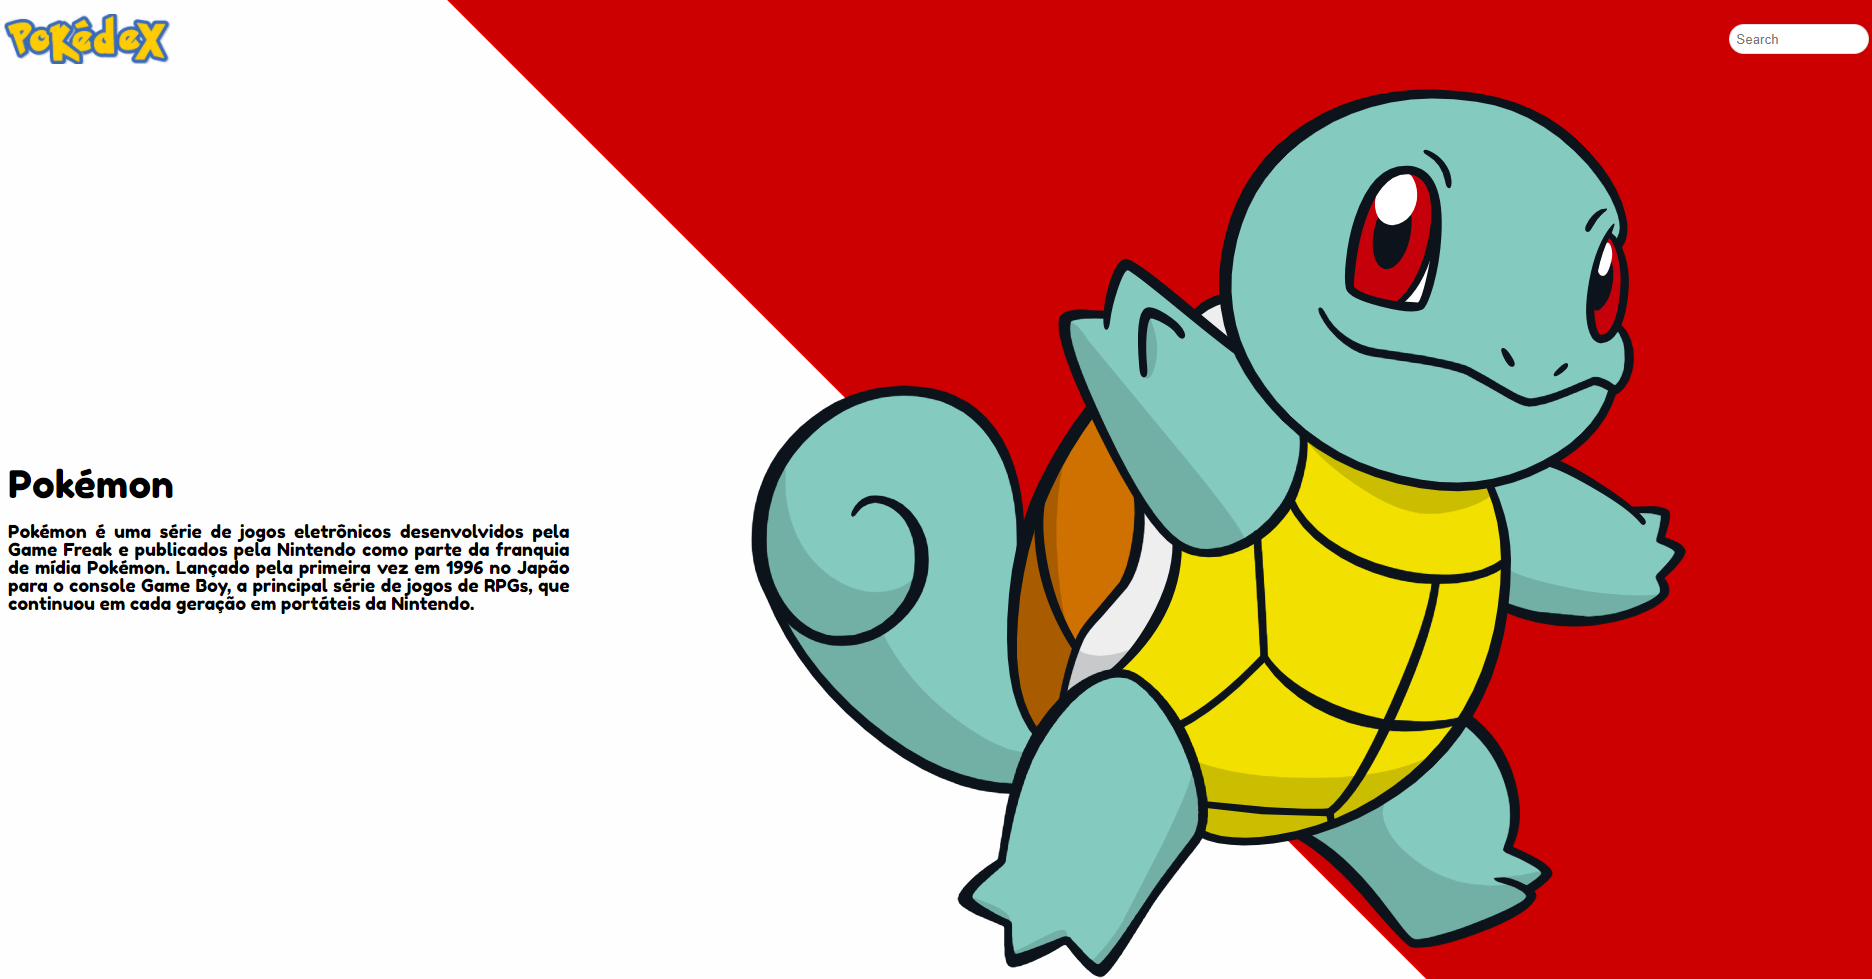 Pokédex
Search
Pokémon
Pokémon é uma série de jogos eletrônicos desenvolvidos pela
Game Freak e publicados pela Nintendo como parte da franquia
de mídia Pokémon. Lançado pela primeira vez em 1996 no Japão
para o console Game Boy, a principal série de jogos de RPGs, que
continuou em cada geração em portáteis da Nintendo.